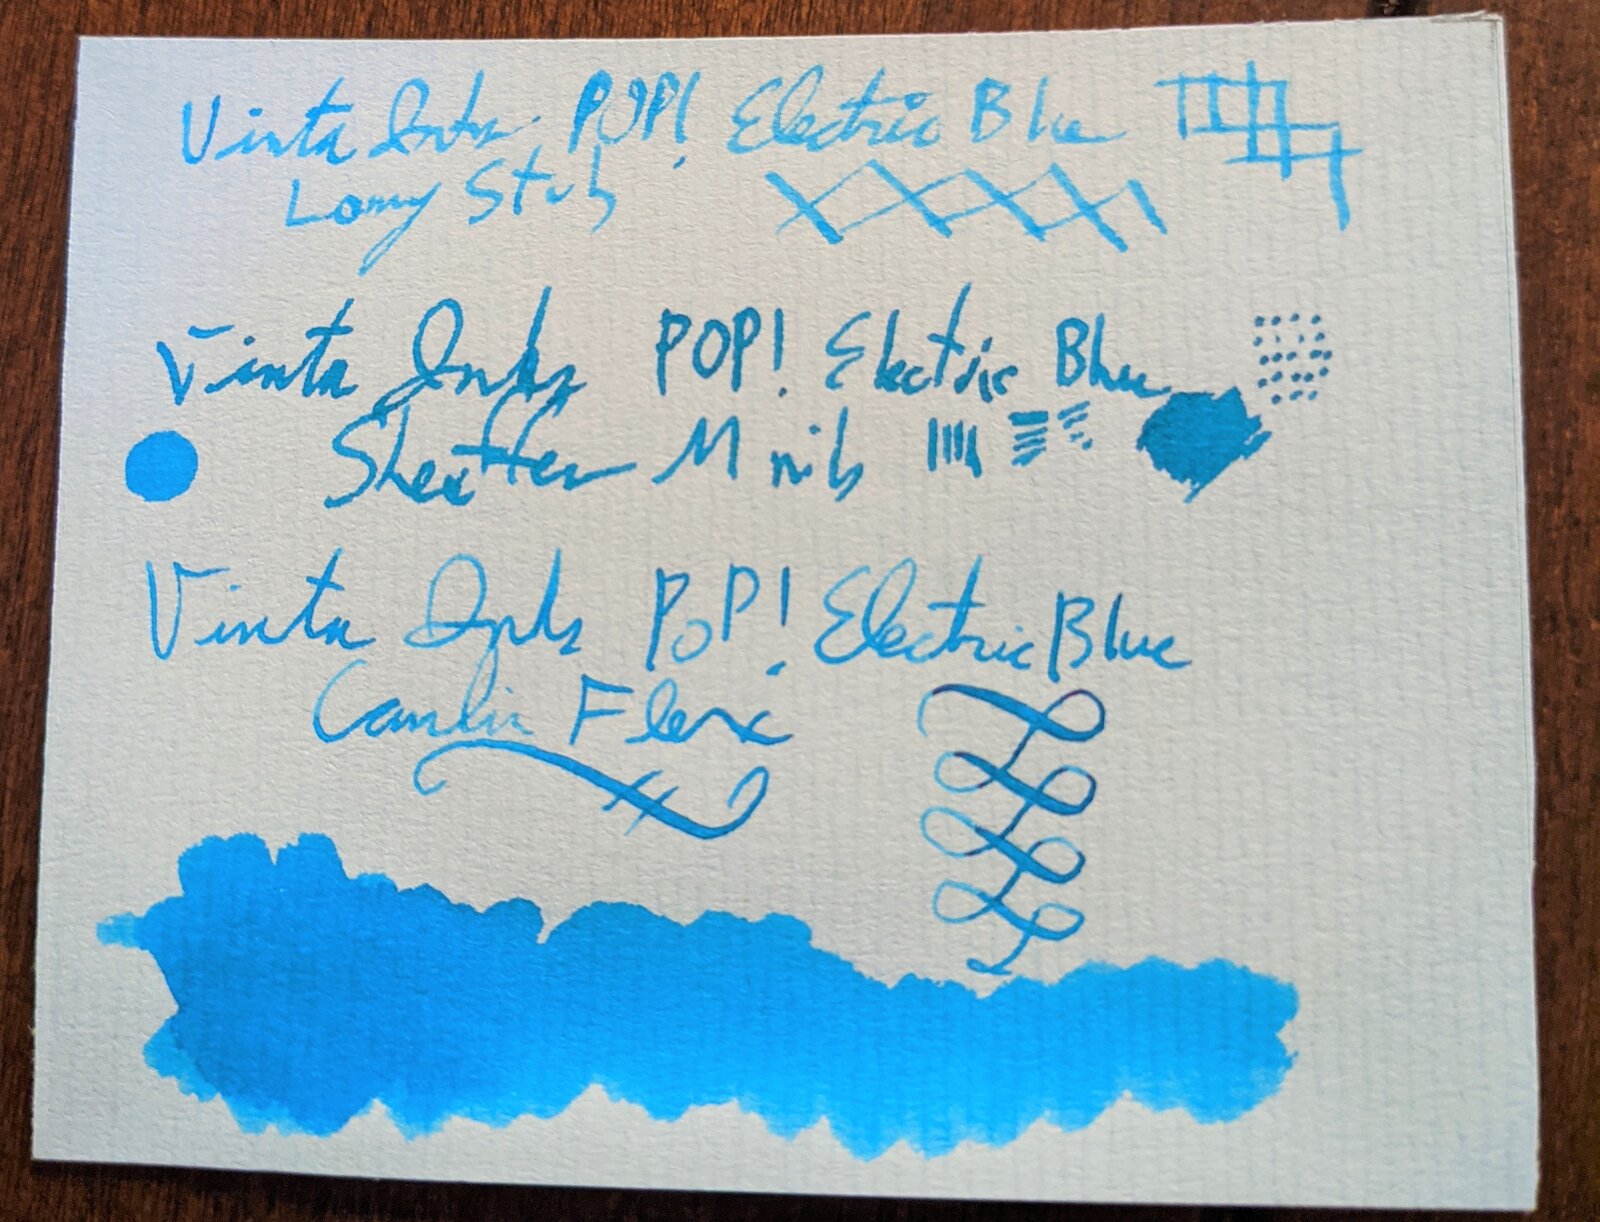 Vinta Inks POP! Electric Blue
Lamy Stub
Vinta Inks POP! Electric Blue
Sheaffer M nib
Vinta Inks POP! Electric Blue
Flex